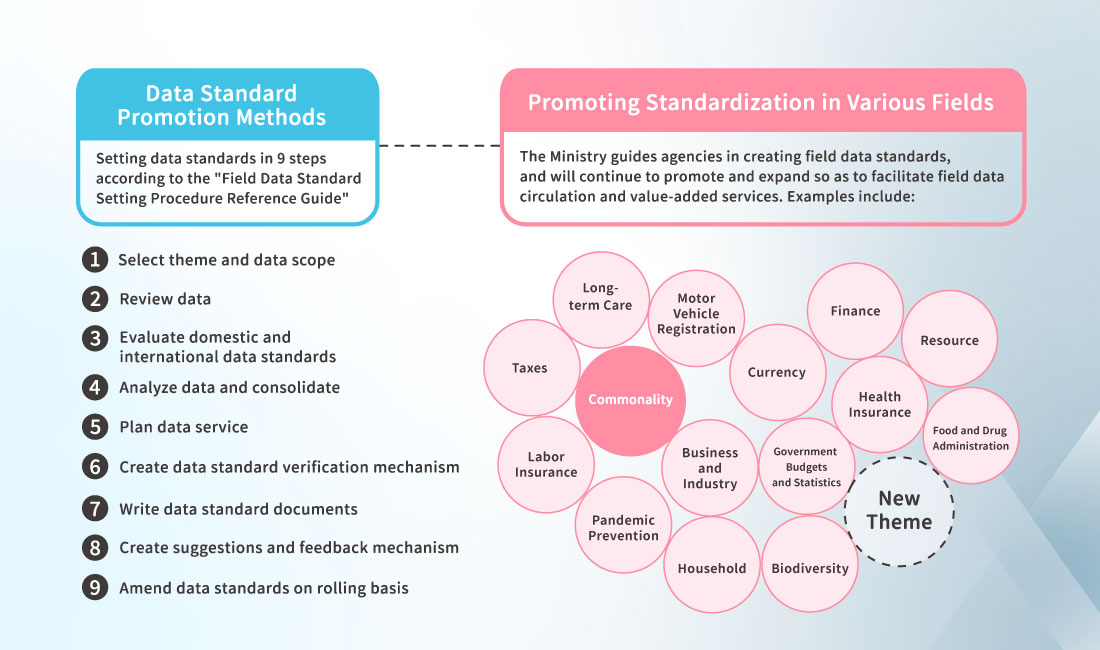 Data Standard
Promotion Methods
Setting data standards in 9 steps
according to the "Field Data Standard
Setting Procedure Reference Guide"
1 Select theme and data scope
2 Review data
3 Evaluate domestic and
international data standards
4 Analyze data and consolidate
5 Plan data service
6 Create data standard verification mechanism
7 Write data standard documents
8 Create suggestions and feedback mechanism
9 Amend data standards on rolling basis
Promoting Standardization in Various Fields
The Ministry guides agencies in creating field data standards,
and will continue to promote and expand so as to facilitate field data
circulation and value-added services. Examples include:
Long-
term Care
Motor
Vehicle
Registration
Finance
Resource
Taxes
Commonality
Currency
Health
Insurance
Food and Drug
Administration
Labor
Insurance
Business
and
Industry
Government
Budgets
and Statistics
New
Theme
Pandemic
Prevention
Household
Biodiversity